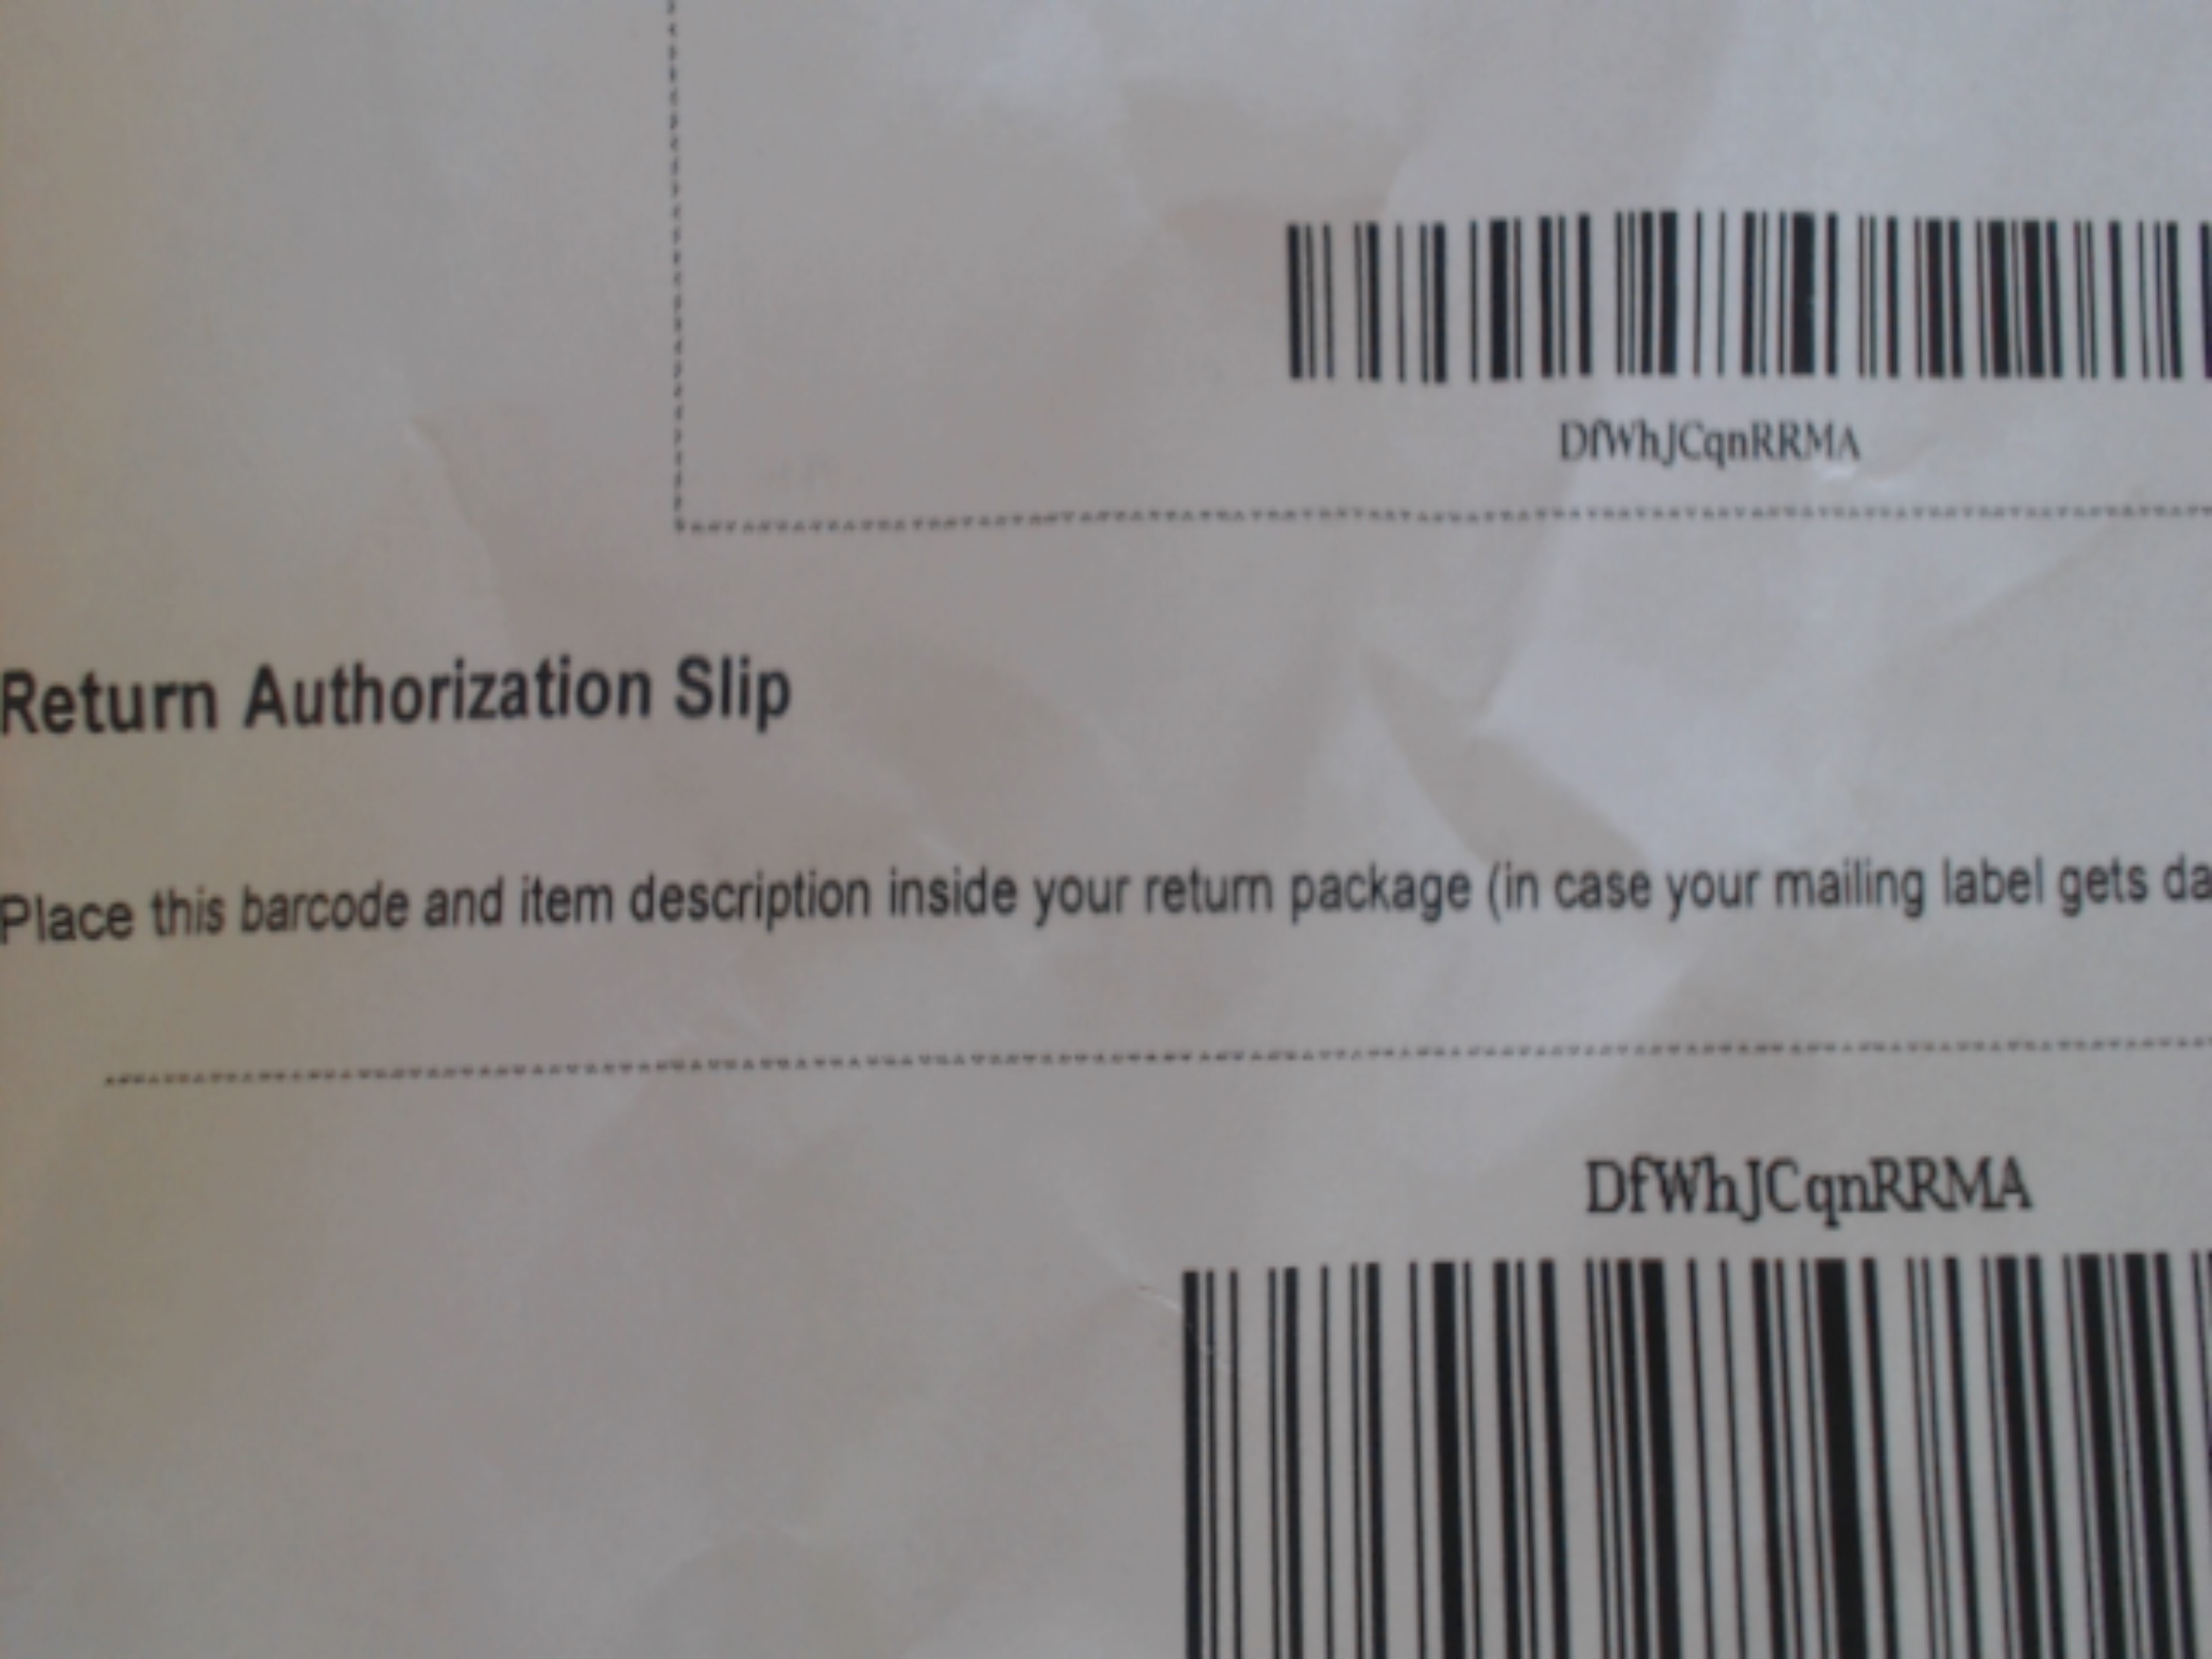 DfWhJCqnRRMA
Return Authorization Slip
Place this barcode and item description inside your return package (in case your mailing label gets da
DfWhJCqnRRMA